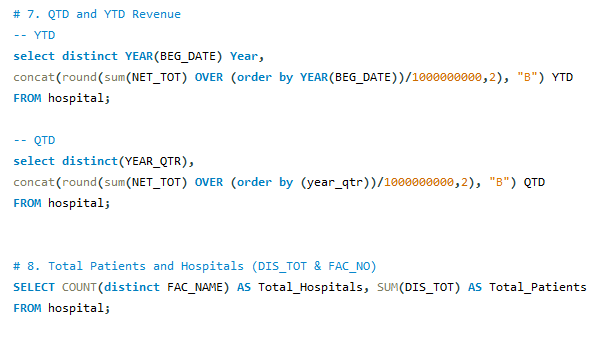 # 7. QTD and YTD Revenue
-- YTD
select distinct YEAR(BEG_DATE) Year,
concat(round(sum(NET_TOT) OVER (order by YEAR(BEG_DATE))/1000000000,2), "B") YTD
FROM hospital;
-- QTD
select distinct(YEAR_QTR),
concat(round(sum(NET_TOT) OVER (order by (year_qtr))/1000000000,2), "B") QTD
FROM hospital;
# 8. Total Patients and Hospitals (DIS_TOT & FAC_NO)
SELECT COUNT(distinct FAC_NAME) AS Total_Hospitals, SUM(DIS_TOT) AS Total_Patients
FROM hospital;